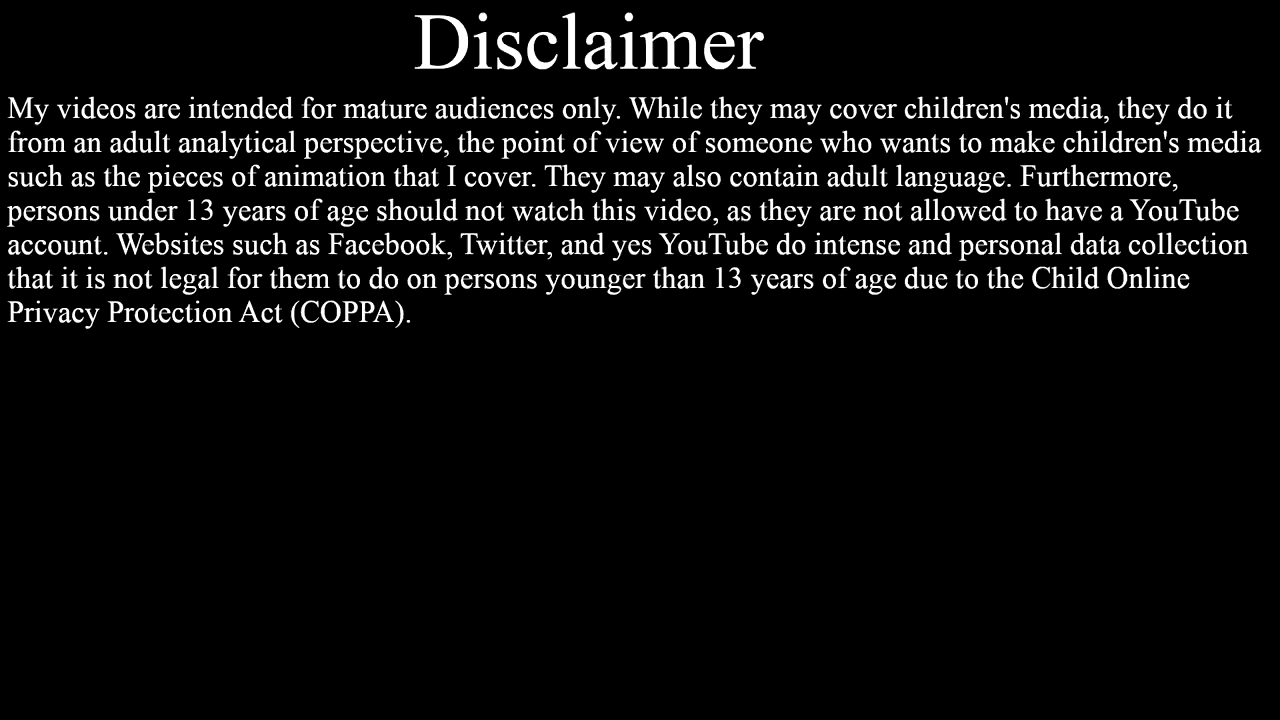 Disclaimer
My videos are intended for mature audiences only. While they may cover children's media, they do it
from an adult analytical perspective, the point of view of someone who wants to make children's media
such as the pieces of animation that I cover. They may also contain adult language. Furthermore,
persons under 13 years of age should not watch this video, as they are not allowed to have a YouTube
account. Websites such as Facebook, Twitter, and yes YouTube do intense and personal data collection
that it is not legal for them to do on persons younger than 13 years of age due to the Child Online
Privacy Protection Act (COPPA).